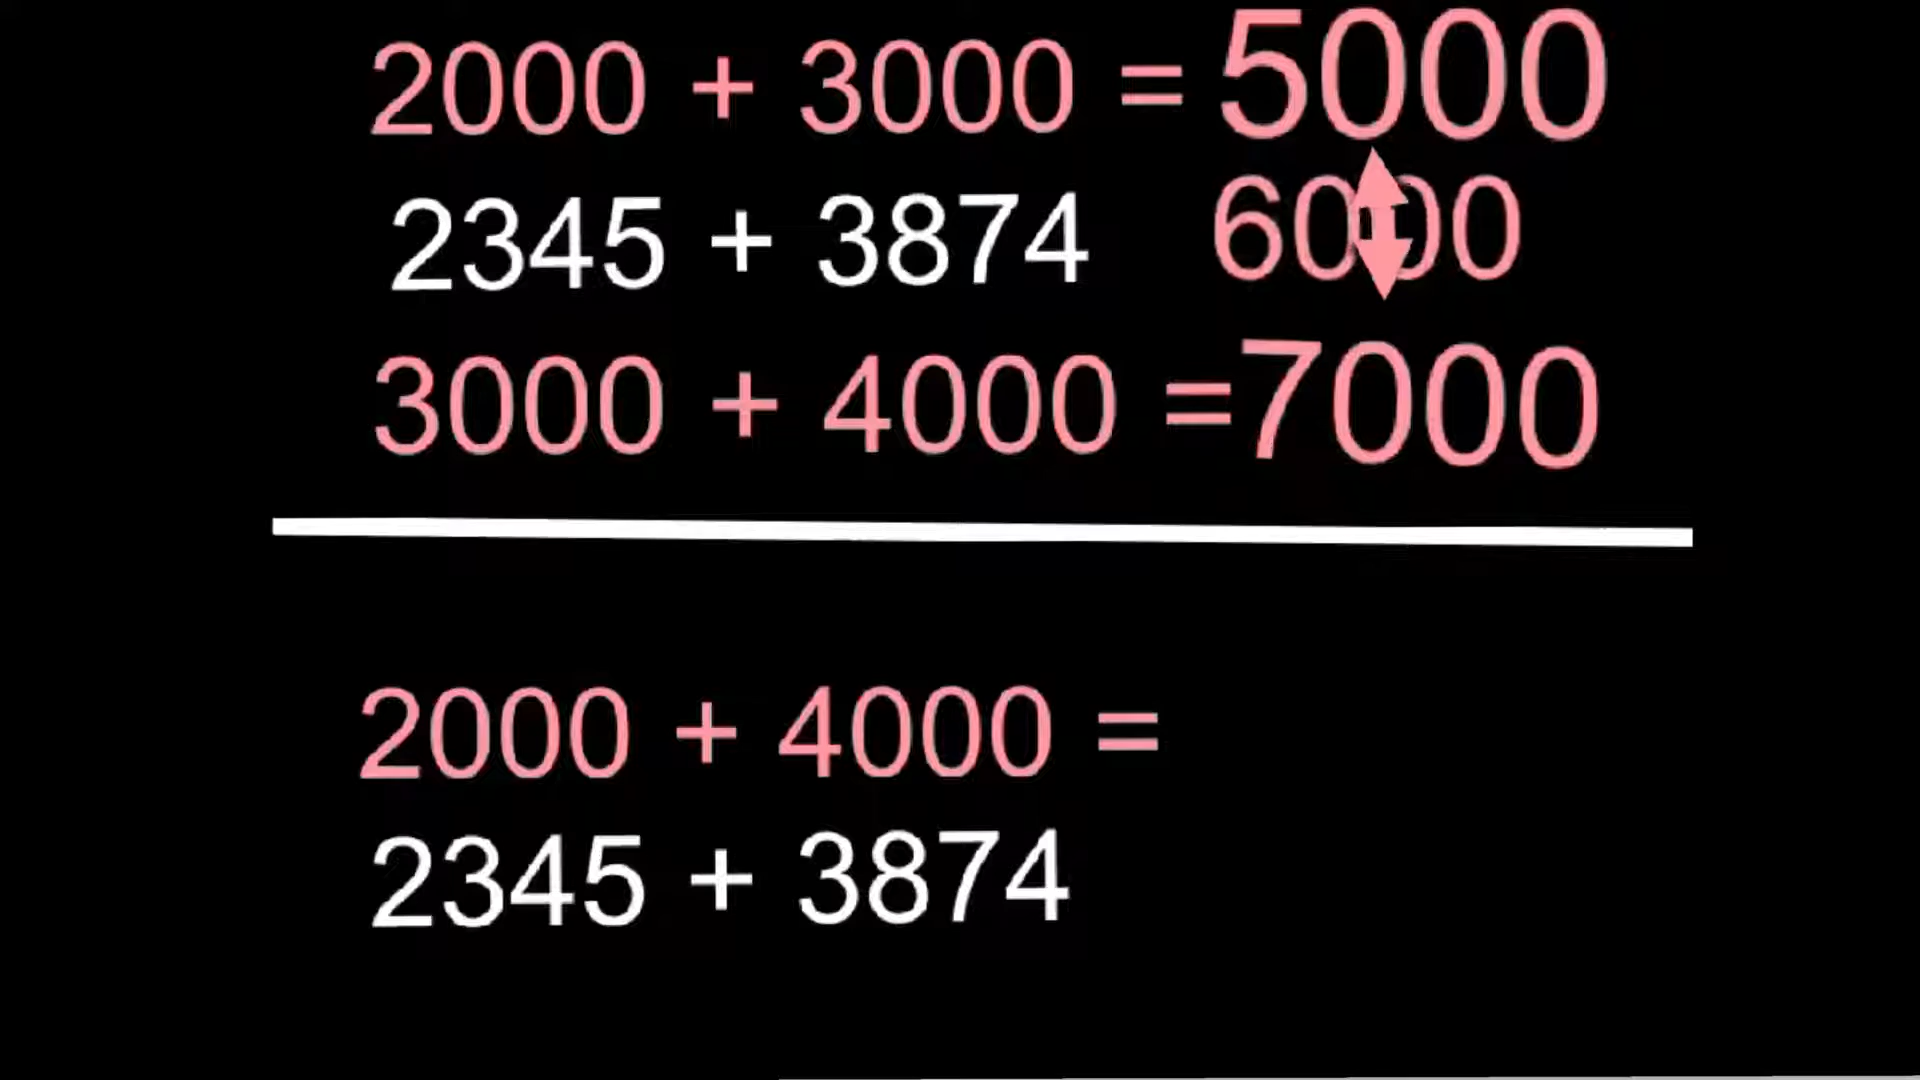 2000 + 3000 = 5000
2345 + 3874 6000
3000 + 4000 =7000
2000 + 4000 =
2345 + 3874